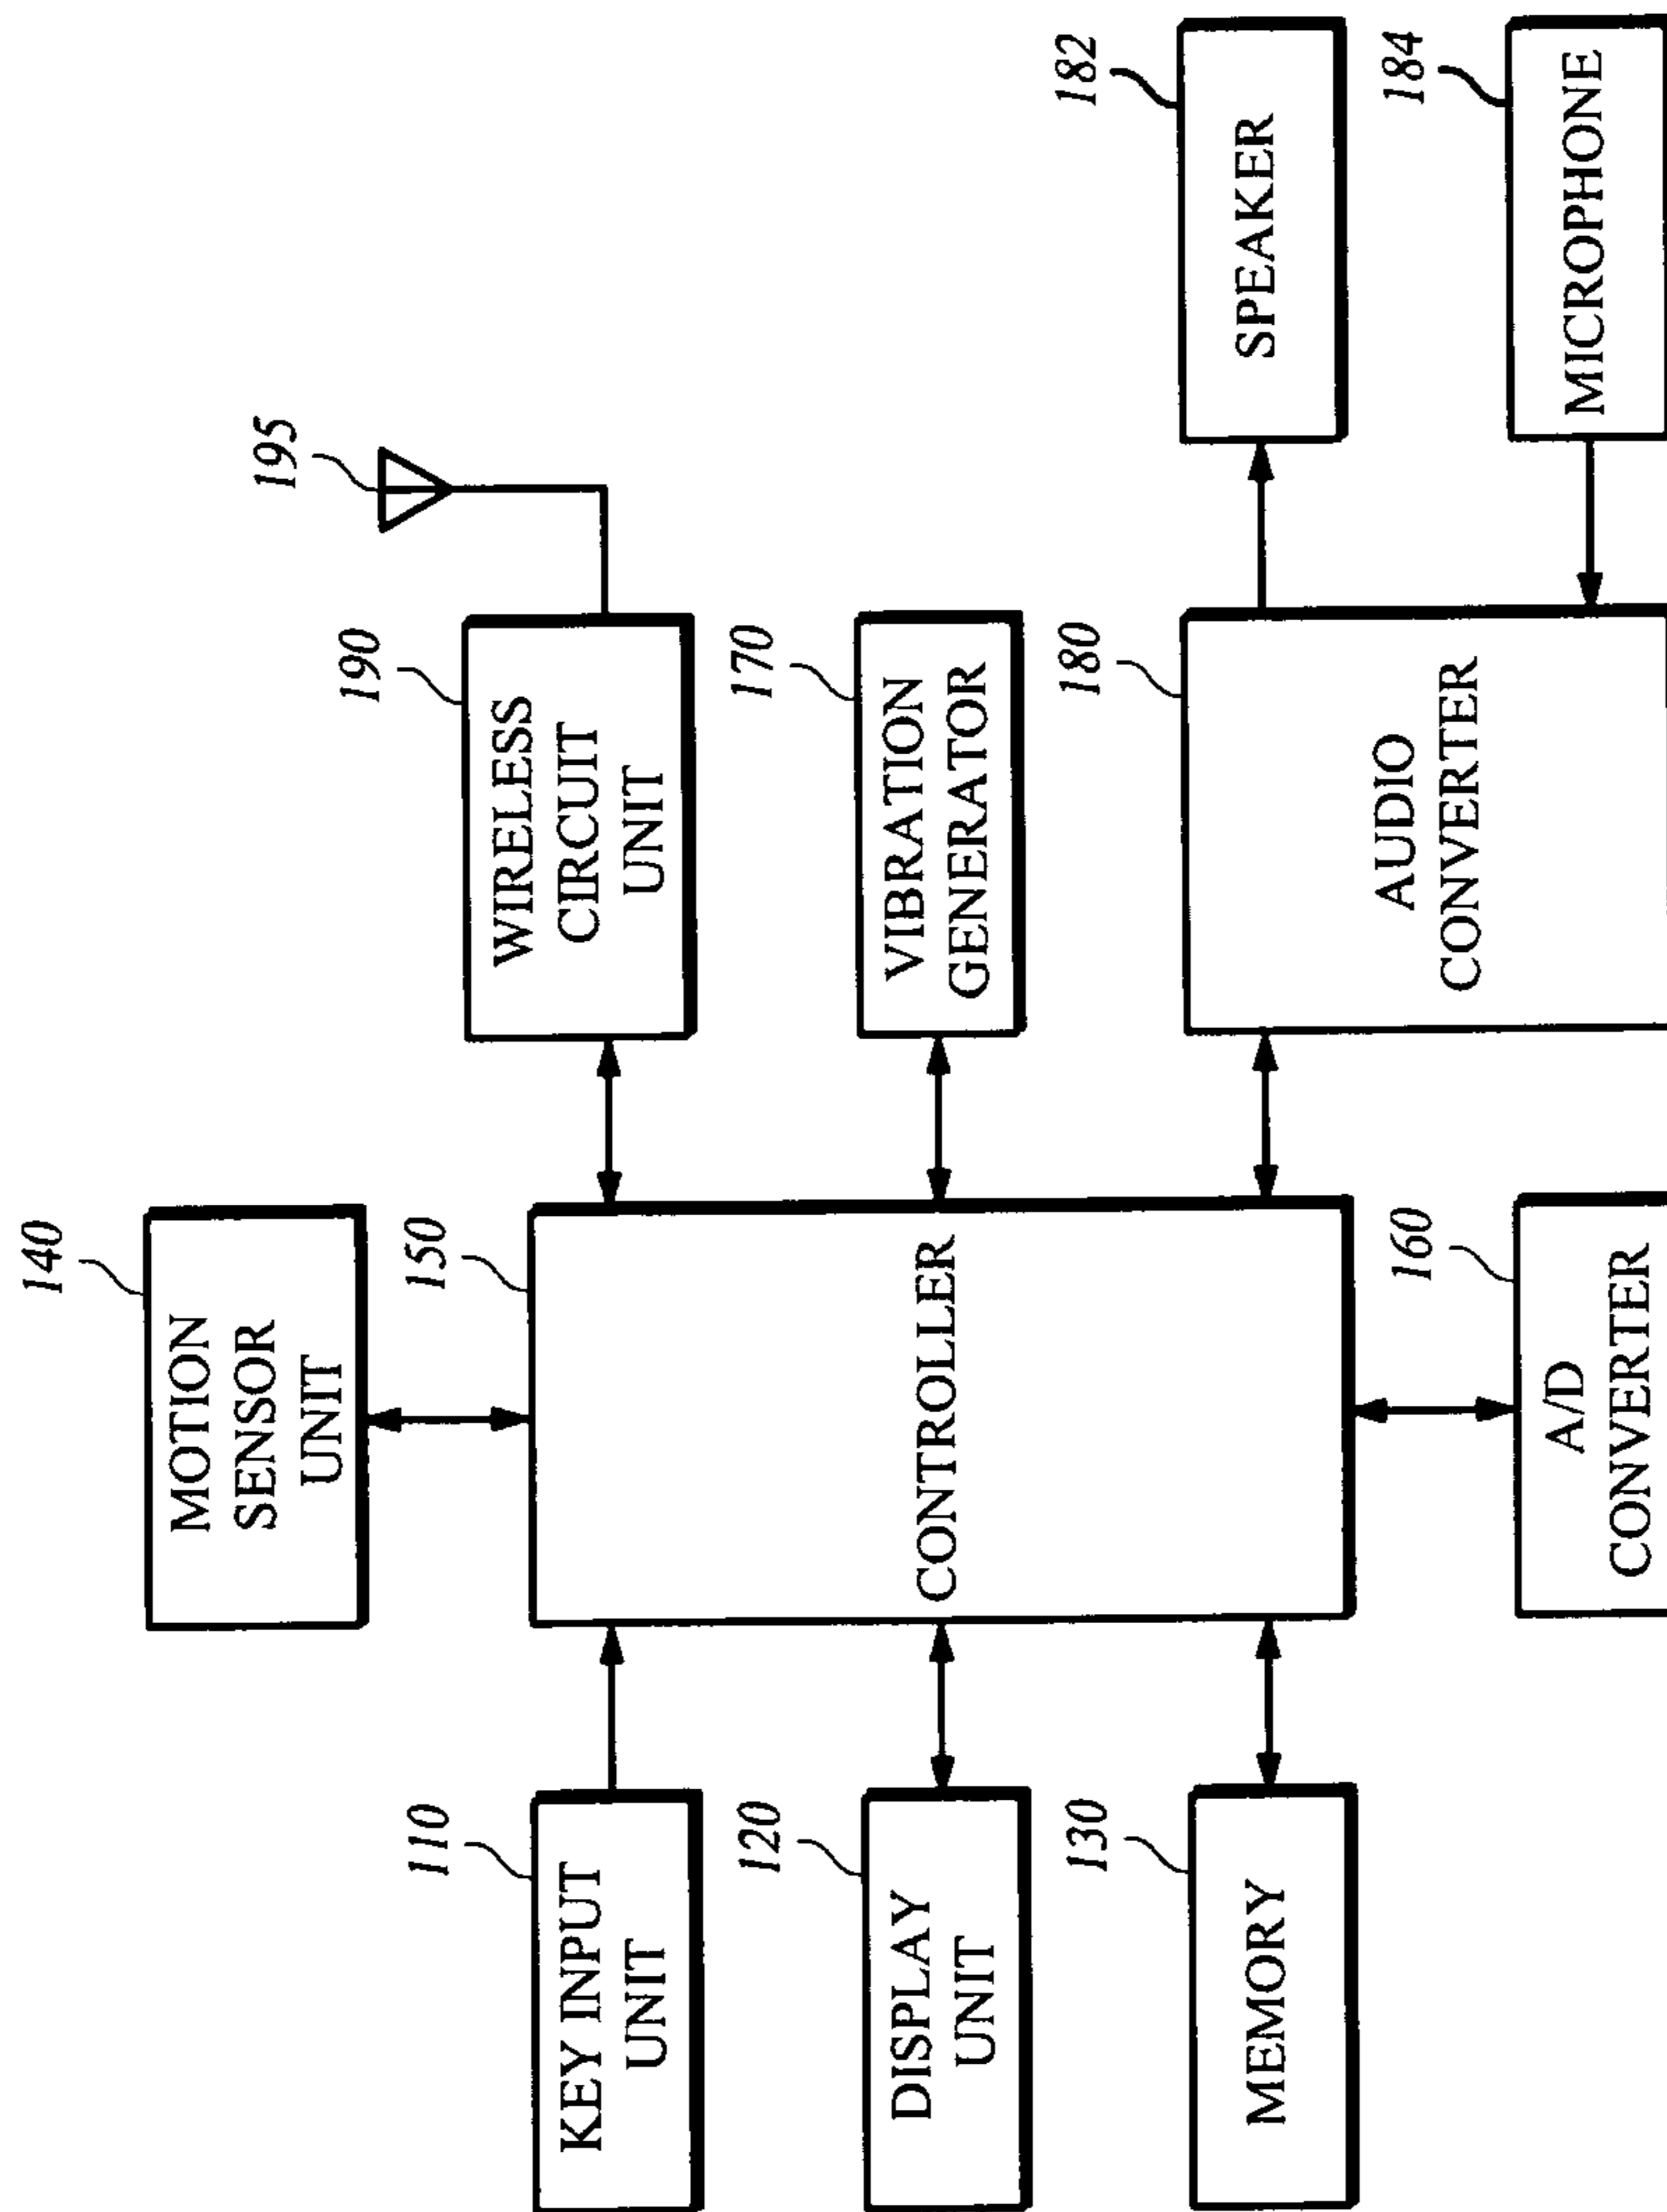 140
MOTION
SENSOR
UNIT
110
KEY INPUT
UNIT
150
CONTROLLER
190
WIRELESS
CIRCUIT
UNIT
195
120
DISPLAY
UNIT
170
VIBRATION
GENERATOR
130
MEMORY
180
AUDIO
CONVERTER
182
SPEAKER
160
A/D
CONVERTER
184
MICROPHONE